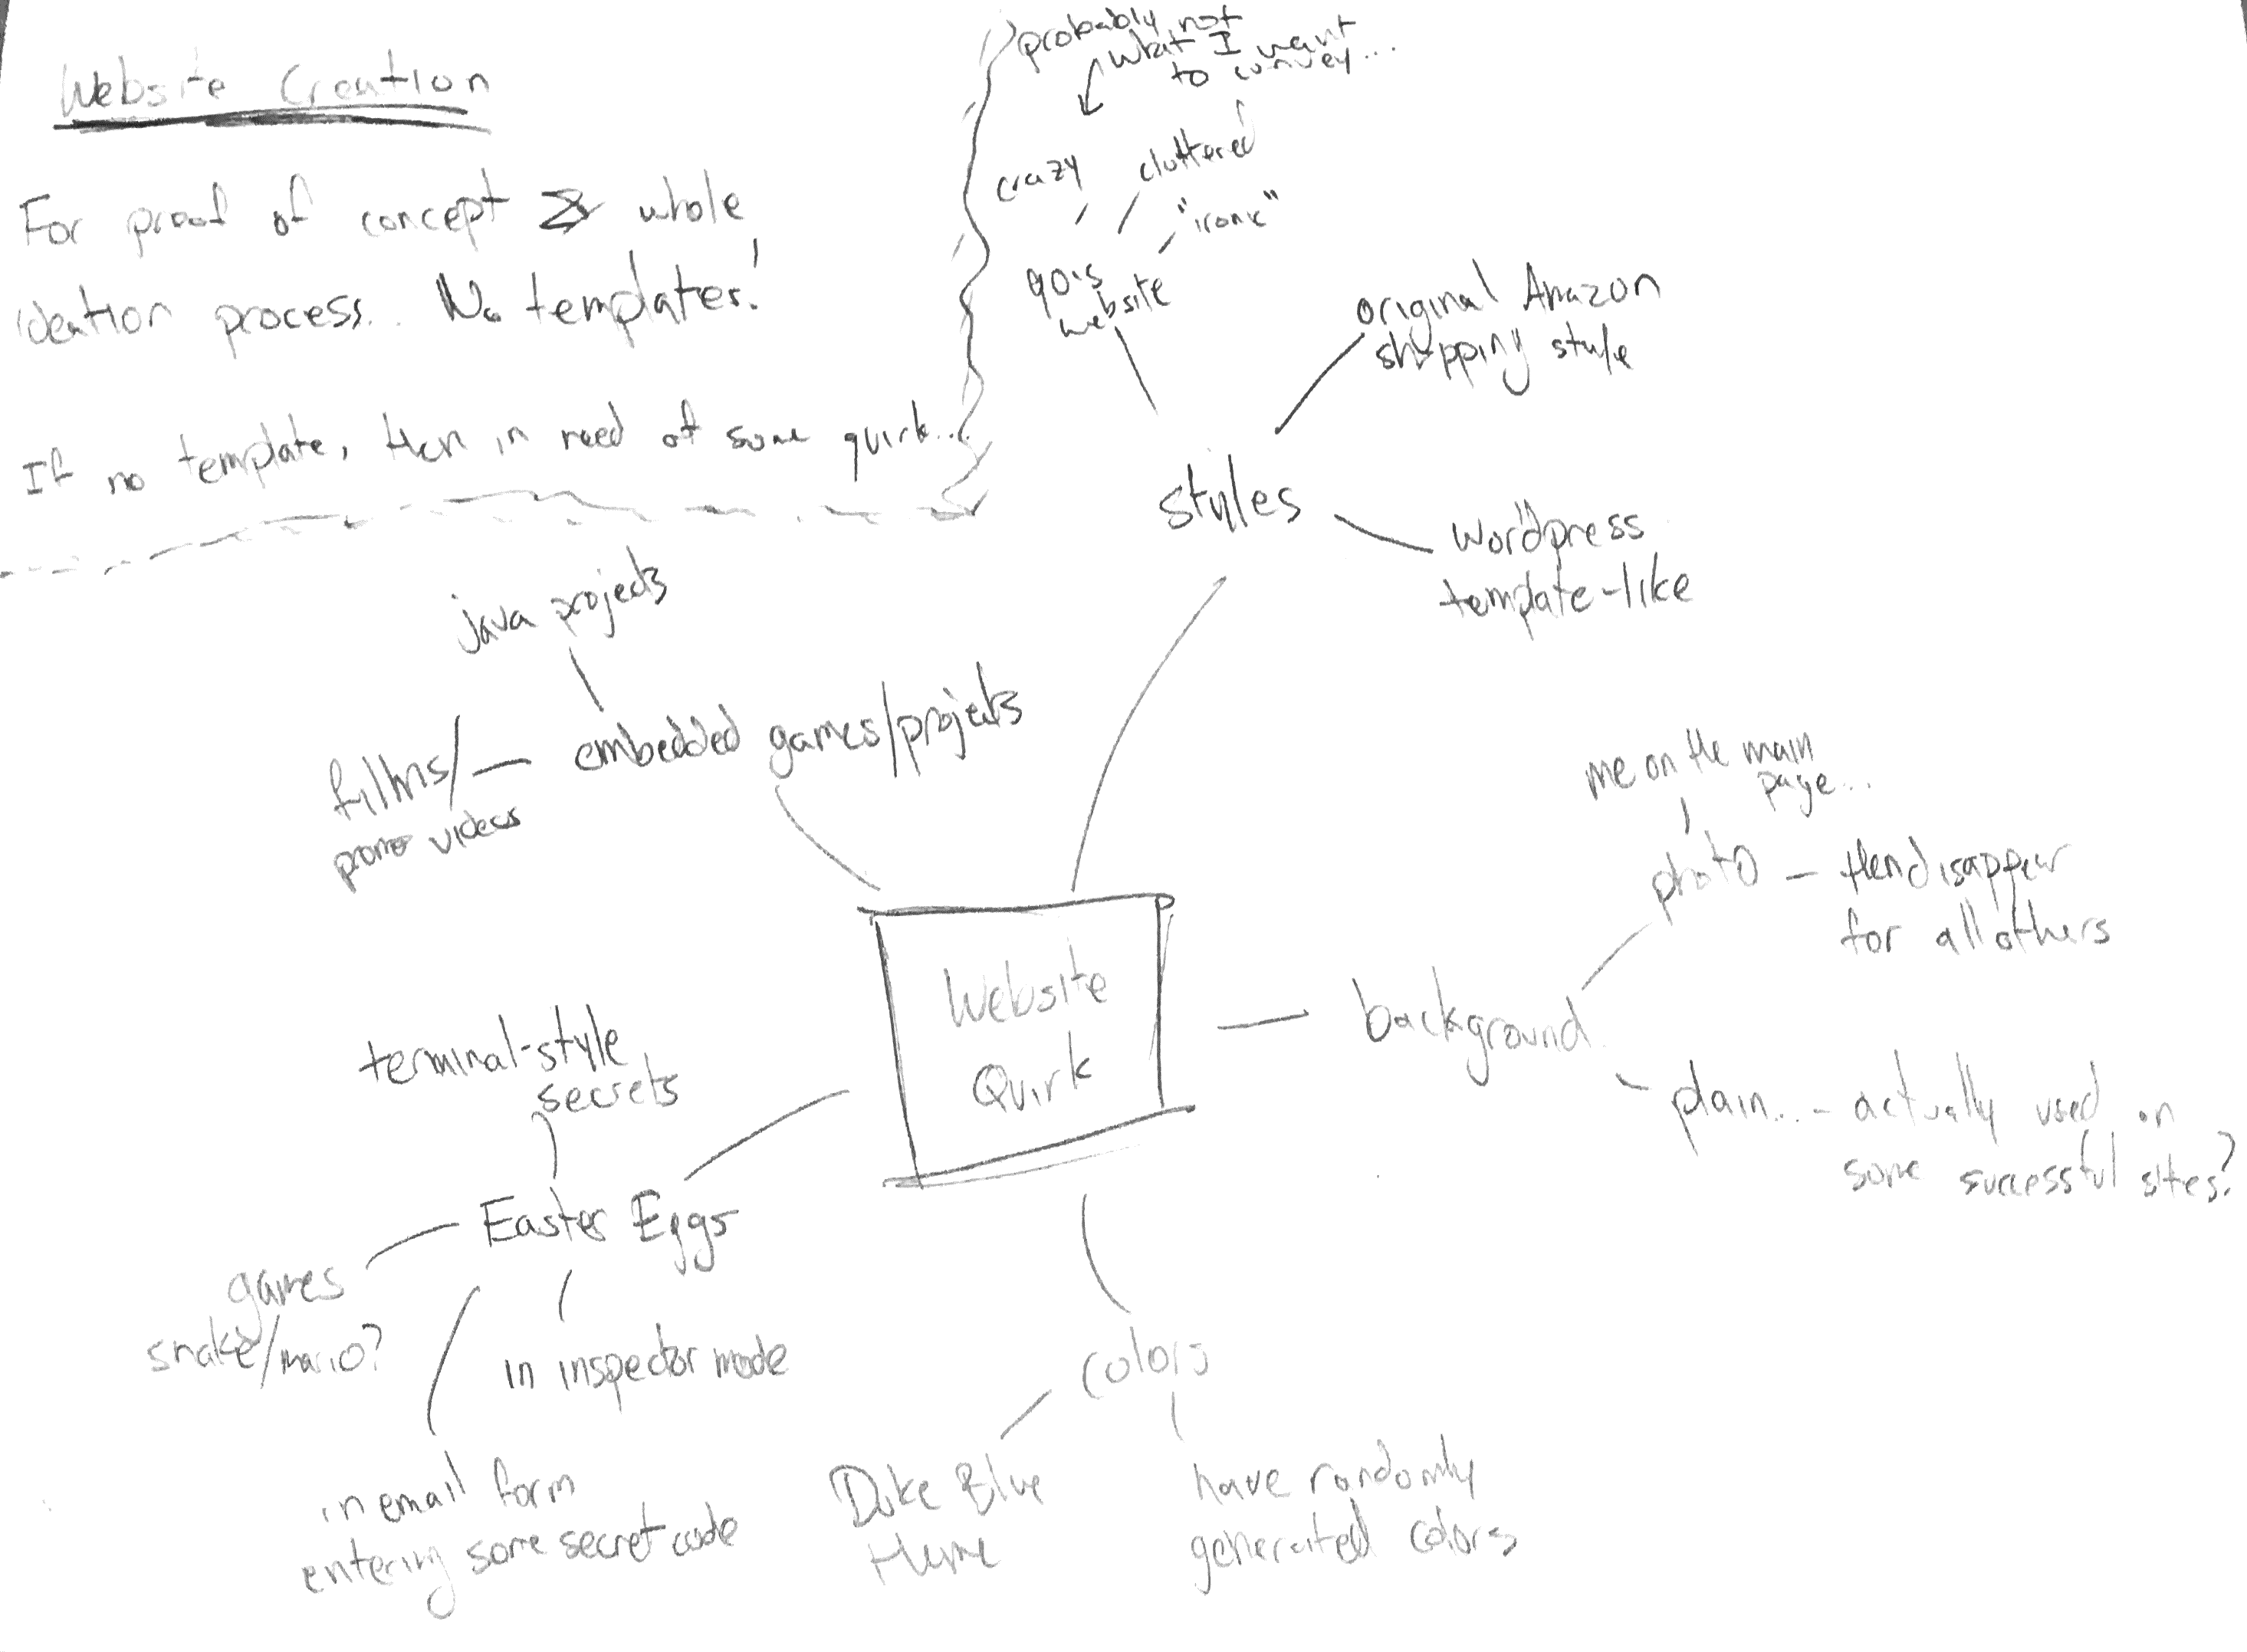 Website Creation
For proof of concept & whole
ideation process. No templates!
If no template, then in need of some quirk...
probably not
what I want
to convey...
crazy
cluttered
"ironic"
90's
website
original Amazon
shopping style
styles
Wordpress
template-like
java projects
embedded games/projects
films/
promo videos
me on the main
page...
photo - then disappear
for all others
Website
Quirk
background
plain... - actually used in
some successful sites?
terminal-style
secrets
Easter Eggs
games
snake/mario?
in inspector mode
in email form
entering some secret code
colors
Duke Blue
Theme
have randomly
generated colors